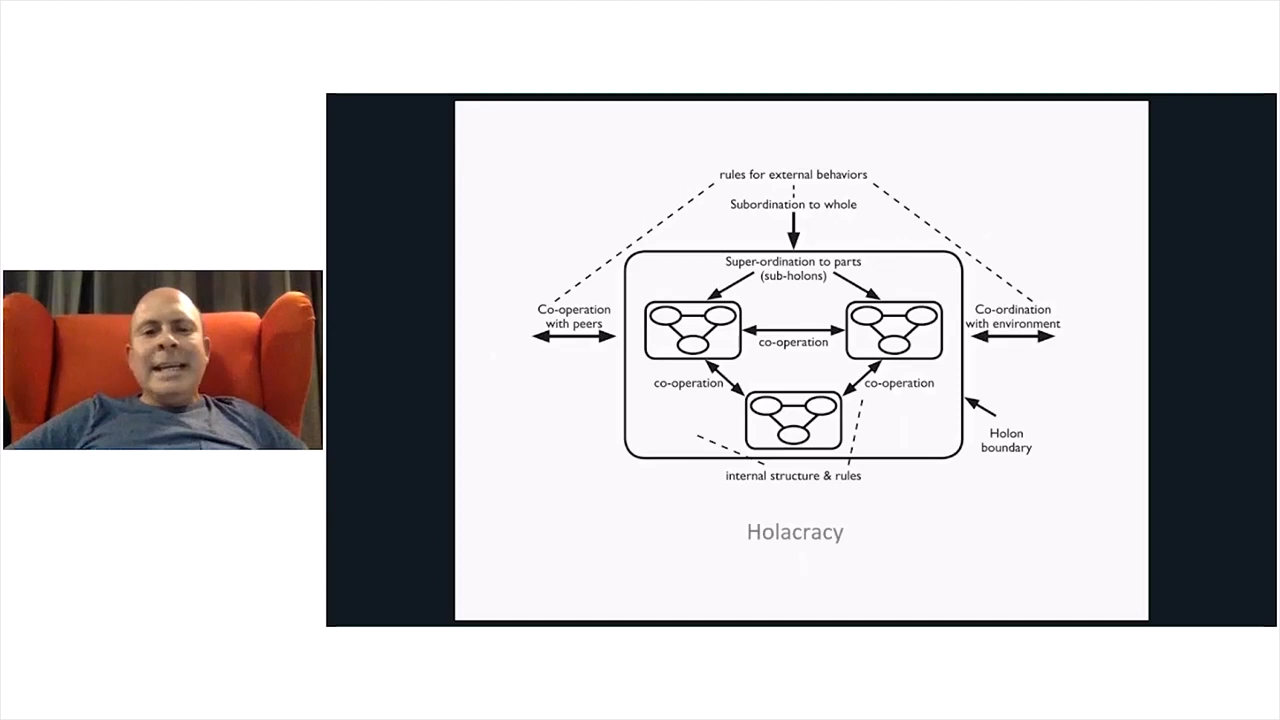 rules for external behaviors
Subordination to whole
Super-ordination to parts
(sub-holons)
Co-operation
with peers
Co-ordination
with environment
co-operation
co-operation
co-operation
Holon
boundary
internal structure & rules
Holacracy